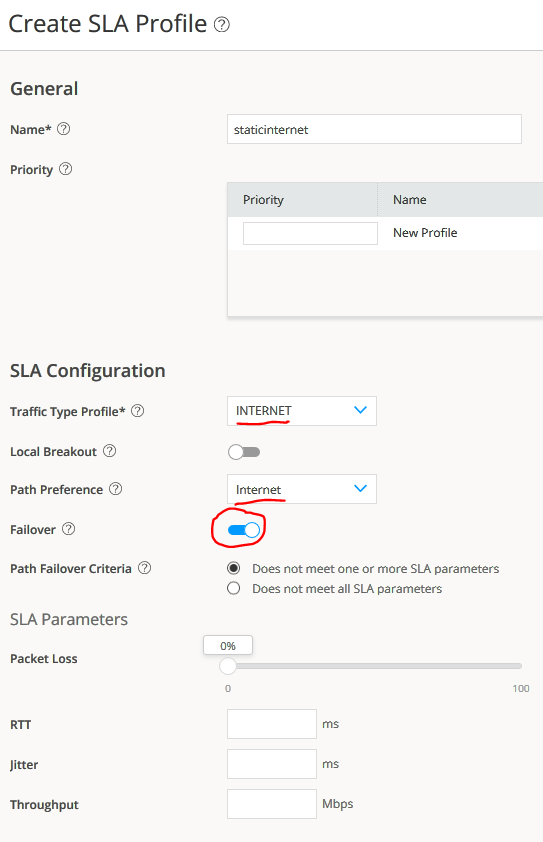 Create SLA Profile ?
General
Name* ? staticinternet
Priority ?
Priority Name
New Profile
SLA Configuration
Traffic Type Profile* ? INTERNET
Local Breakout ?
Path Preference ? Internet
Failover ?
Path Failover Criteria ? Does not meet one or more SLA parameters
Does not meet all SLA parameters
SLA Parameters
0%
Packet Loss
0 100
RTT ms
Jitter ms
Throughput Mbps